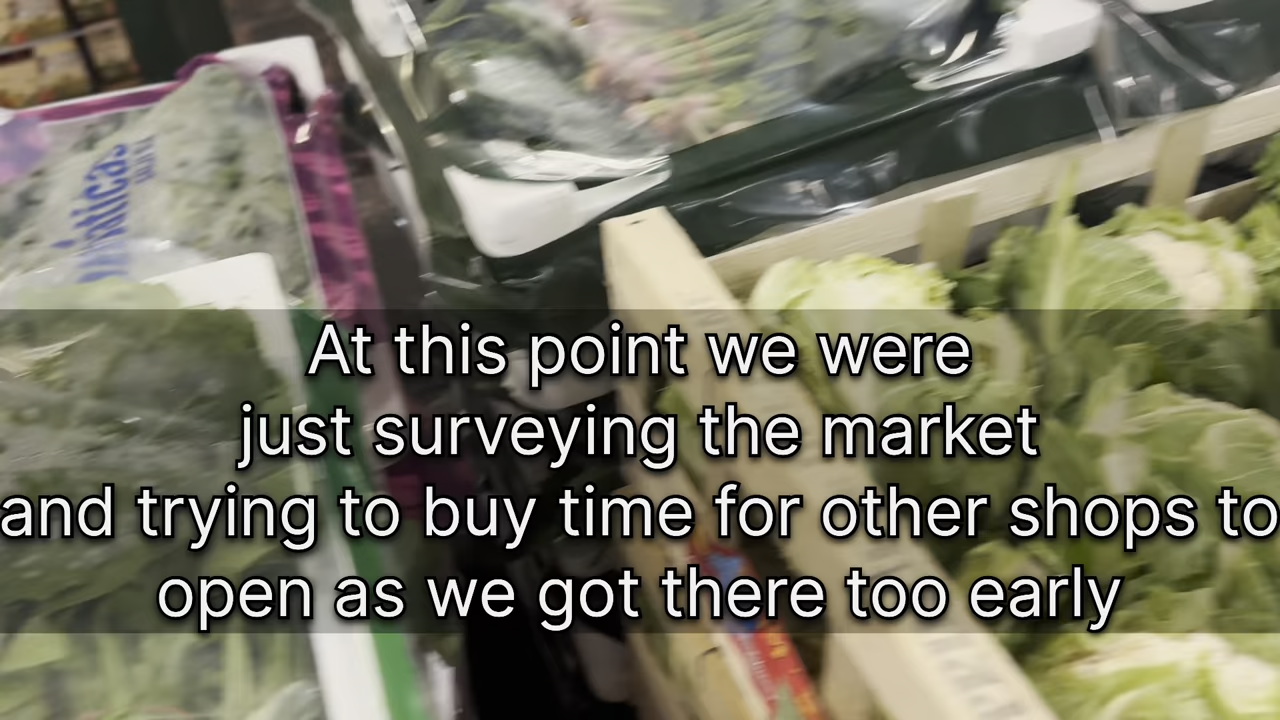 At this point we were
just surveying the market
and trying to buy time for other shops to
open as we got there too early